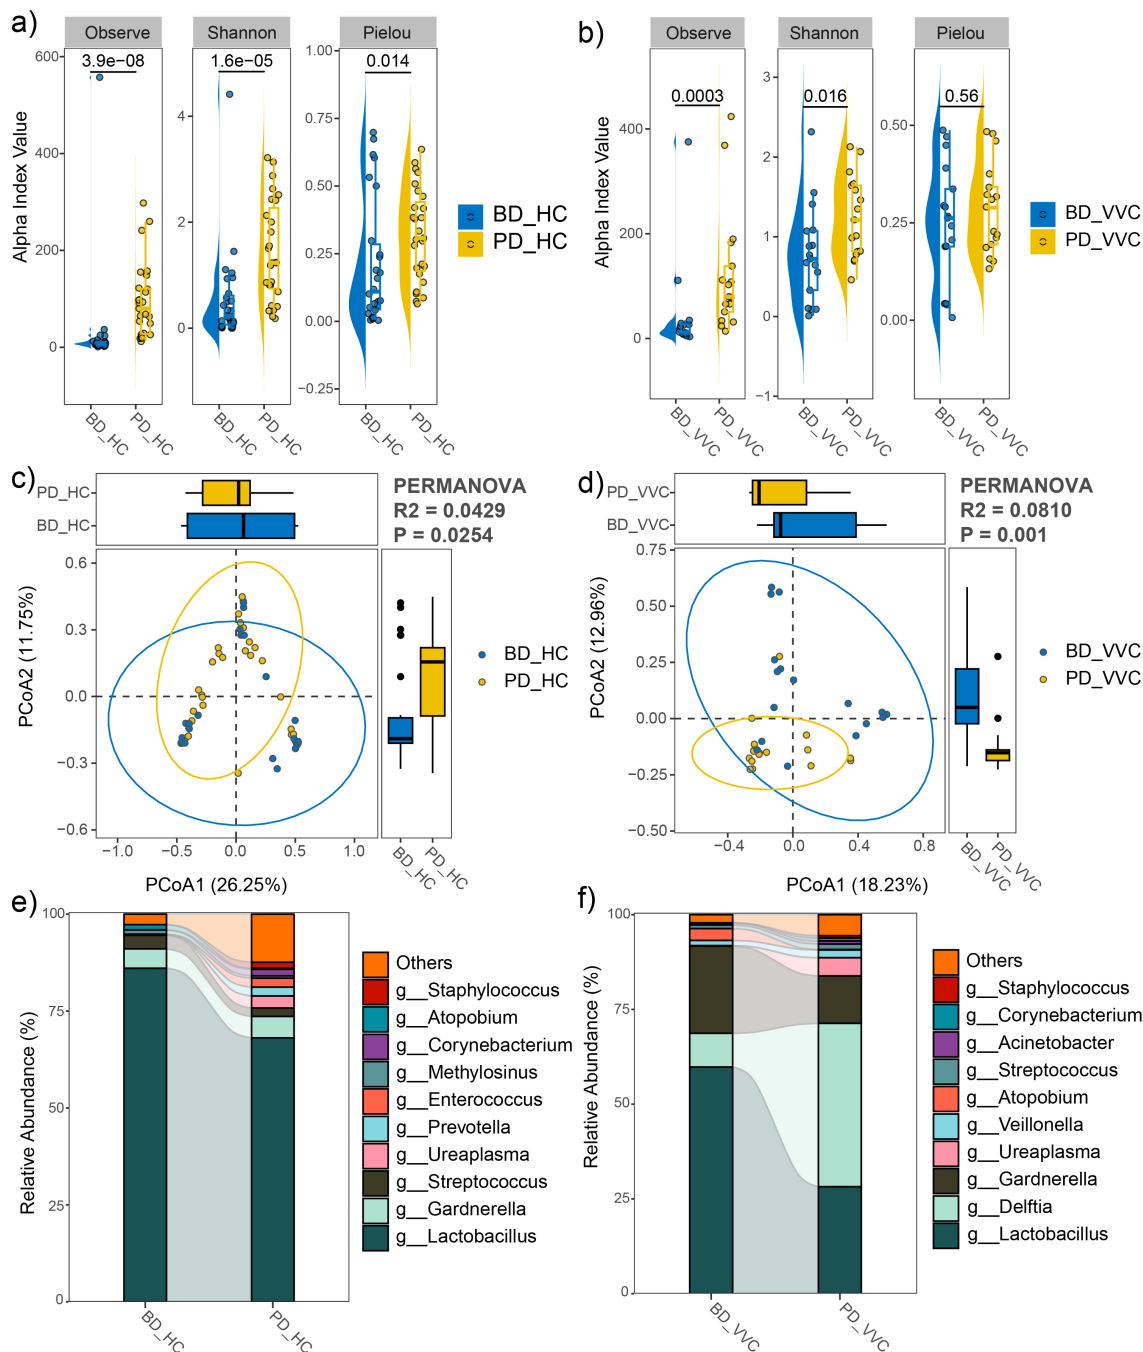 a)
Observe
Shannon
Pielou
Alpha Index Value
600
400
200
0
3.9e−08
4
2
0
1.6e−05
1.00
0.75
0.50
0.25
0.00
−0.25
0.014
BD_HC
PD_HC
BD_HC
PD_HC
BD_HC
PD_HC
BD_HC
PD_HC
b)
Observe
Shannon
Pielou
Alpha Index Value
400
200
0
0.0003
3
2
1
0
−1
0.016
0.50
0.25
0.00
0.56
BD_VVC
PD_VVC
BD_VVC
PD_VVC
BD_VVC
PD_VVC
BD_VVC
PD_VVC
c)
PD_HC
BD_HC
PERMANOVA
R2 = 0.0429
P = 0.0254
PCoA2 (11.75%)
0.6
0.3
0.0
−0.3
−0.6
−1.0
−0.5
0.0
0.5
1.0
PCoA1 (26.25%)
BD_HC
PD_HC
BD_HC
PD_HC
d)
PD_VVC
BD_VVC
PERMANOVA
R2 = 0.0810
P = 0.001
PCoA2 (12.96%)
0.75
0.50
0.25
0.00
−0.25
−0.50
−0.4
0.0
0.4
0.8
PCoA1 (18.23%)
BD_VVC
PD_VVC
BD_VVC
PD_VVC
e)
Relative Abundance (%)
100
75
50
25
0
BD_HC
PD_HC
Others
g__Staphylococcus
g__Atopobium
g__Corynebacterium
g__Methylosinus
g__Enterococcus
g__Prevotella
g__Ureaplasma
g__Streptococcus
g__Gardnerella
g__Lactobacillus
f)
Relative Abundance (%)
100
75
50
25
0
BD_VVC
PD_VVC
Others
g__Staphylococcus
g__Corynebacterium
g__Acinetobacter
g__Streptococcus
g__Atopobium
g__Veillonella
g__Ureaplasma
g__Gardnerella
g__Delftia
g__Lactobacillus